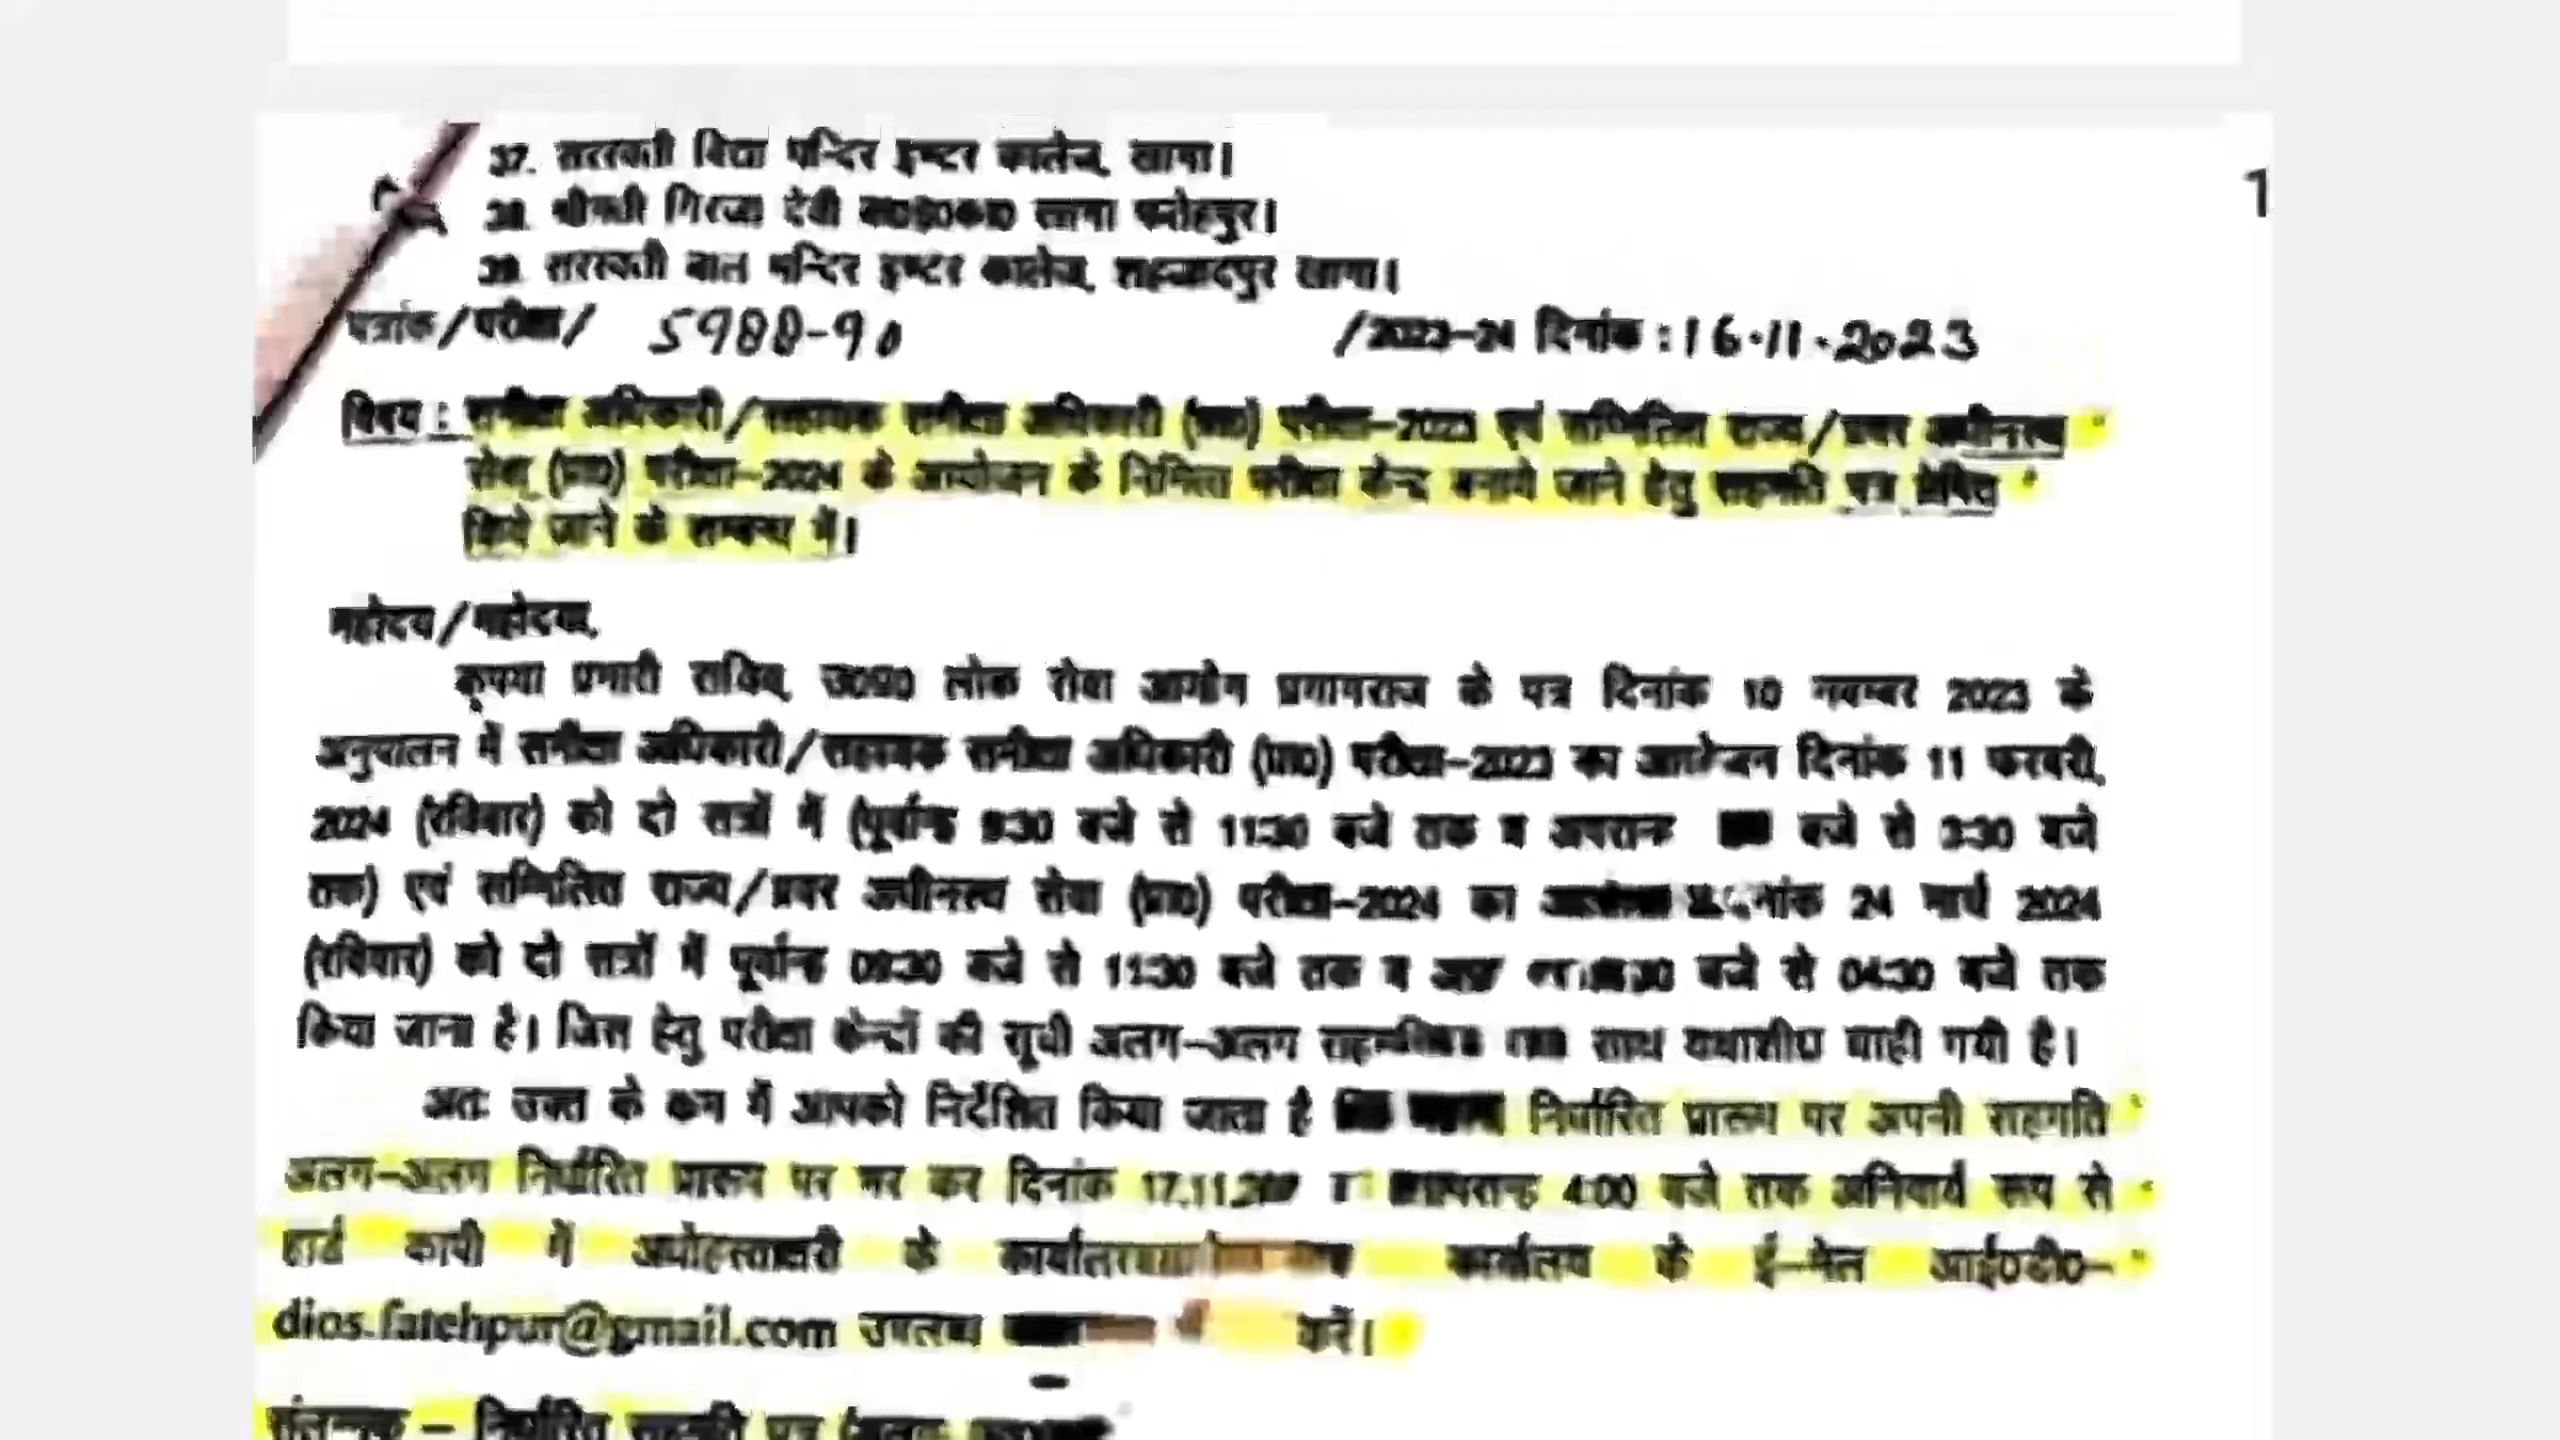 37. सरस्वती विद्या मन्दिर इण्टर कालेज, खागा।
38. श्रीमती गिरजा देवी खागा फतेहपुर।
39. सरस्वती बाल मन्दिर इण्टर कालेज, शहजादपुर खागा।
पत्रांक/परीक्षा/ 5988-90 /2023-24 दिनांक : 16.11.2023
विषय : समीक्षा अधिकारी/सहायक समीक्षा अधिकारी (प्रा0) परीक्षा-2023 एवं सम्मिलित राज्य/प्रवर अधीनस्थ
सेवा (प्रा0) परीक्षा-2024 के आयोजन के निमित्त परीक्षा केन्द्र बनाये जाने हेतु सहमति पत्र प्रेषित
किये जाने के सम्बन्ध में।
महोदय/महोदया,
कृपया प्रभारी सचिव, उ0प्र0 लोक सेवा आयोग प्रयागराज के पत्र दिनांक 10 नवम्बर 2023 के
अनुपालन में समीक्षा अधिकारी/सहायक समीक्षा अधिकारी (प्रा0) परीक्षा-2023 का आयोजन दिनांक 11 फरवरी,
2024 (रविवार) को दो सत्रों में (पूर्वान्ह 9:30 बजे से 11:30 बजे तक व अपरान्ह बजे से 3:30 बजे
तक) एवं सम्मिलित राज्य/प्रवर अधीनस्थ सेवा (प्रा0) परीक्षा-2024 का 24 मार्च 2024
(रविवार) को दो सत्रों में पूर्वान्ह 09:30 बजे से 11:30 बजे तक व बजे से 04:30 बजे तक
किया जाना है। जिस हेतु परीक्षा केन्द्रों की सूची अलग-अलग साथ यथाशीघ्र चाही गयी है।
अतः उक्त के क्रम में आपको निर्देशित किया जाता है निर्धारित प्रारूप पर अपनी सहमति
अलग-अलग निर्धारित प्रारूप पर भर कर दिनांक 4:00 बजे तक अनिवार्य रूप से
हार्ड कापी में अधोहस्ताक्षरी के कार्यालय के ई-मेल आई0डी0-
dios.fatehpur@gmail.com उपलब्ध करें।
संलग्नक - निर्धारित सहमति पत्र